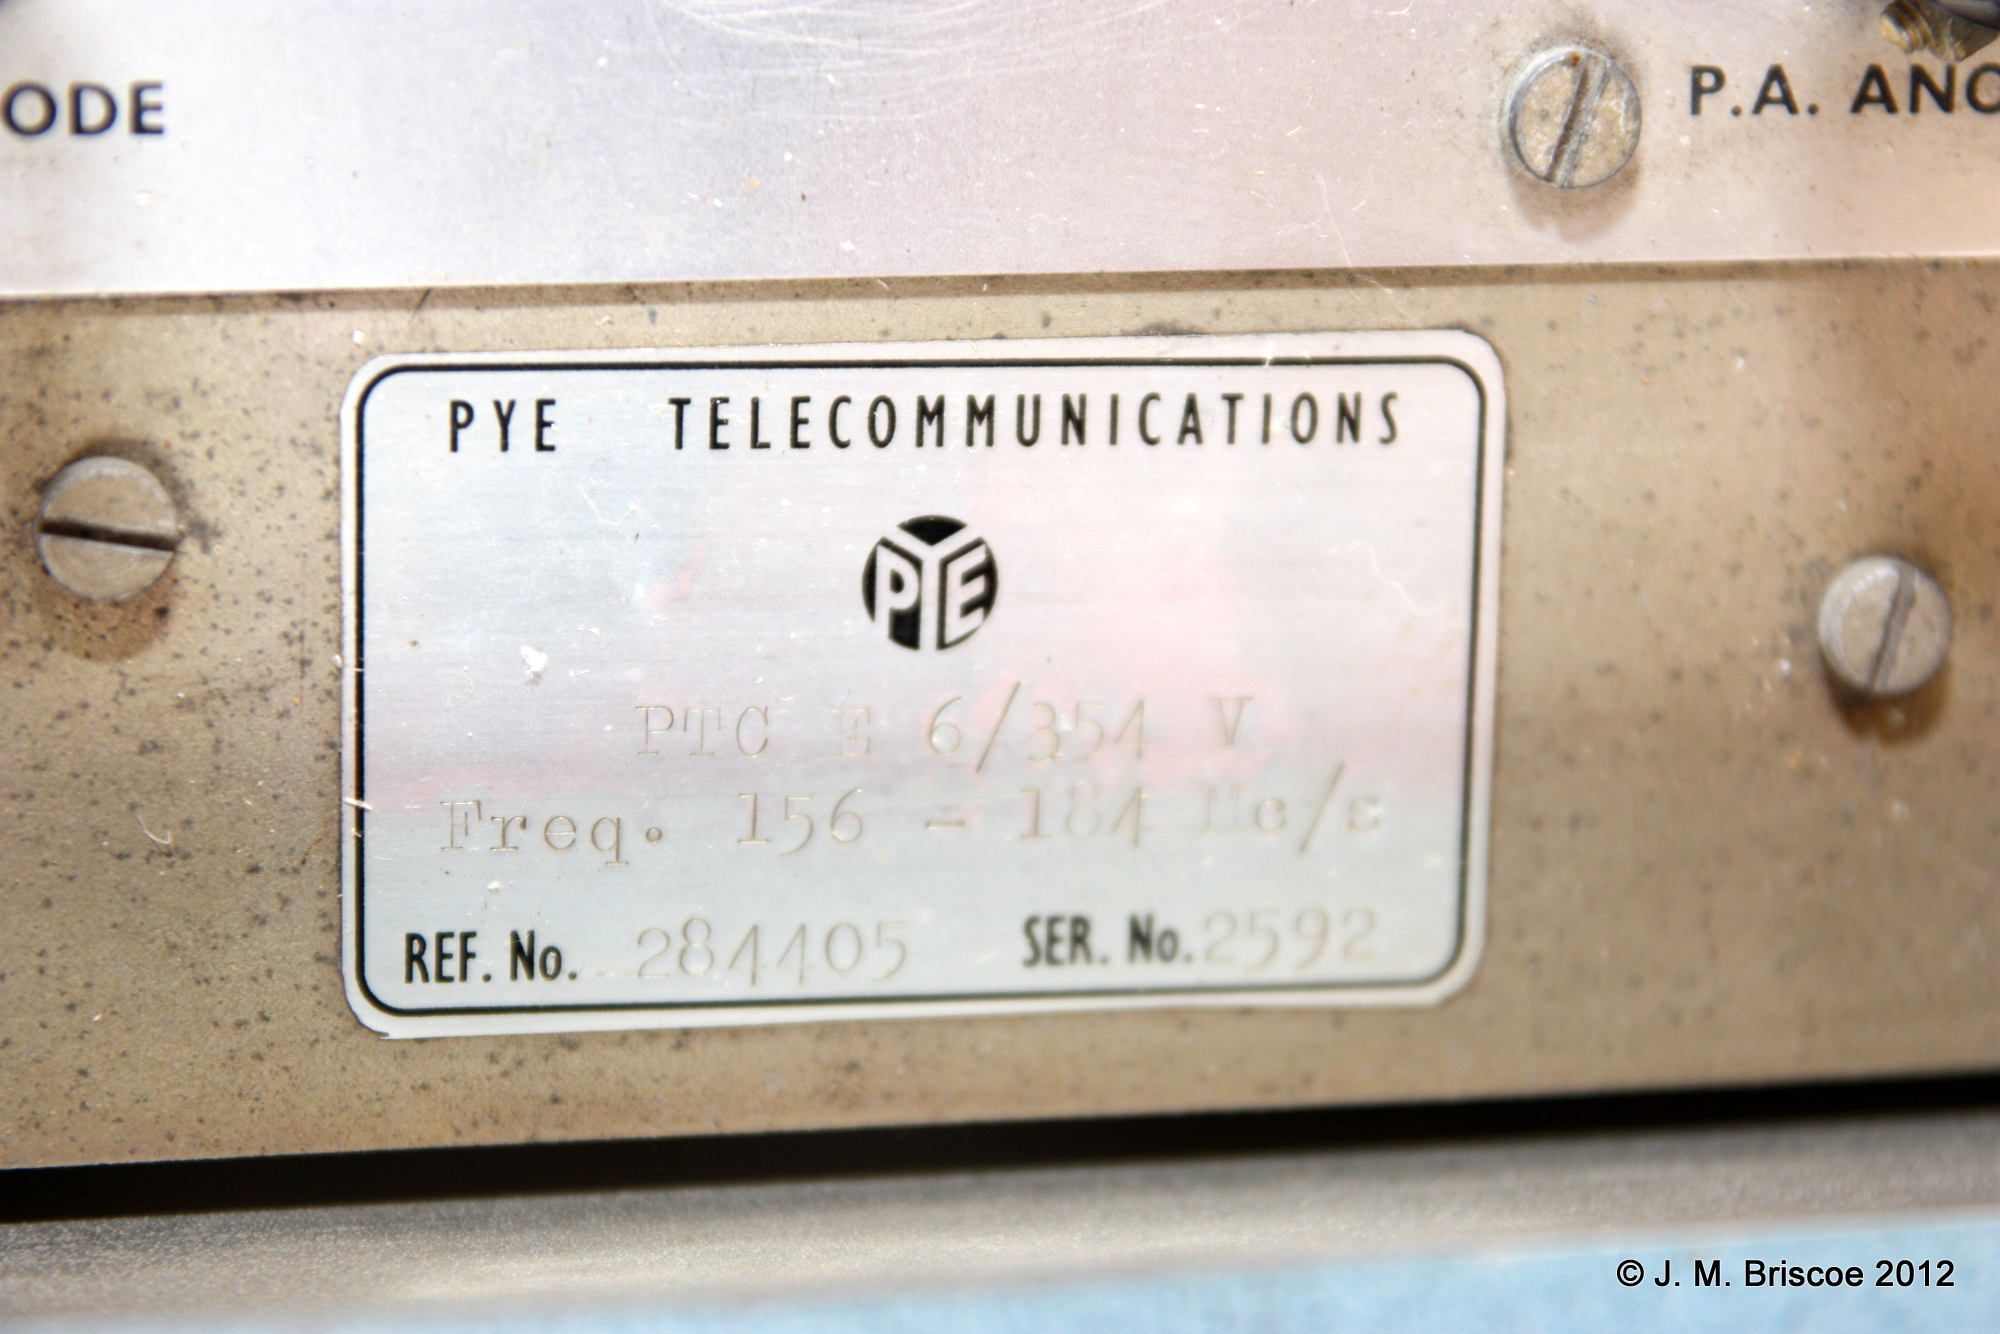 ODE
P.A. ANO
PYE TELECOMMUNICATIONS
PYE
PTC E 6/354 V
Freq. 156 - 184 Mc/s
REF. No. 284405 SER. No. 2592
© J. M. Briscoe 2012